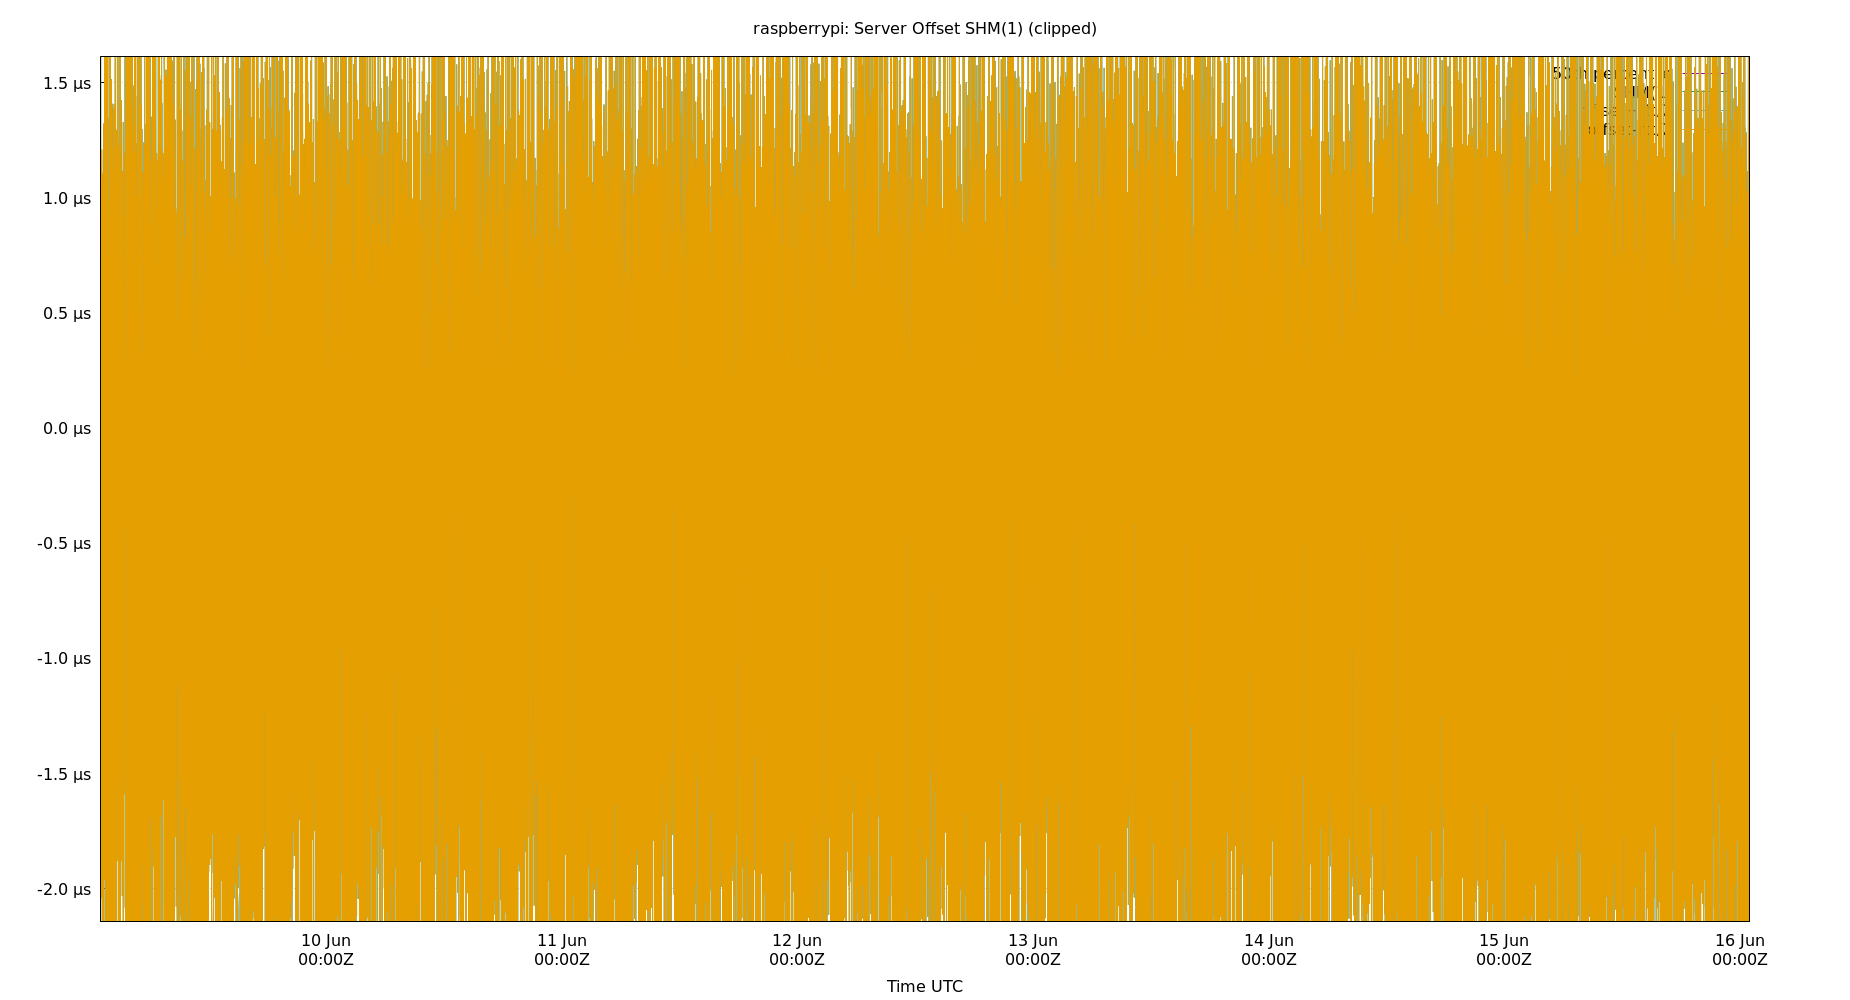 raspberrypi: Server Offset SHM(1) (clipped)
1.5 µs
1.0 µs
0.5 µs
0.0 µs
-0.5 µs
-1.0 µs
-1.5 µs
-2.0 µs
10 Jun 11 Jun 12 Jun 13 Jun 14 Jun 15 Jun 16 Jun
00:00Z 00:00Z 00:00Z 00:00Z 00:00Z 00:00Z 00:00Z
Time UTC